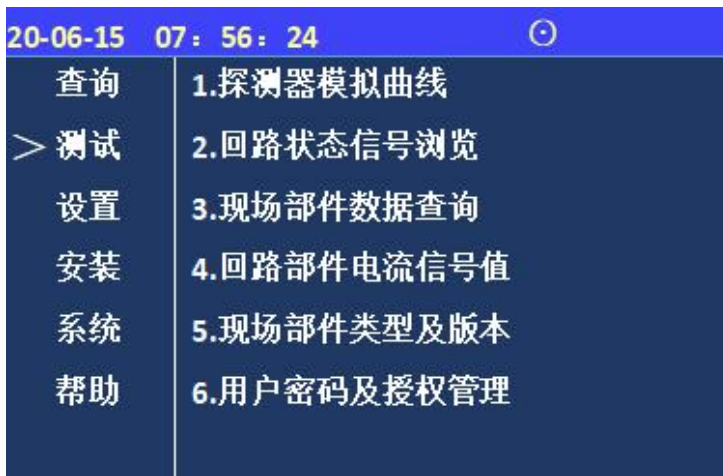 20-06-15 07：56：24
查询
＞测试
设置
安装
系统
帮助
1.探测器模拟曲线
2.回路状态信号浏览
3.现场部件数据查询
4.回路部件电流信号值
5.现场部件类型及版本
6.用户密码及授权管理